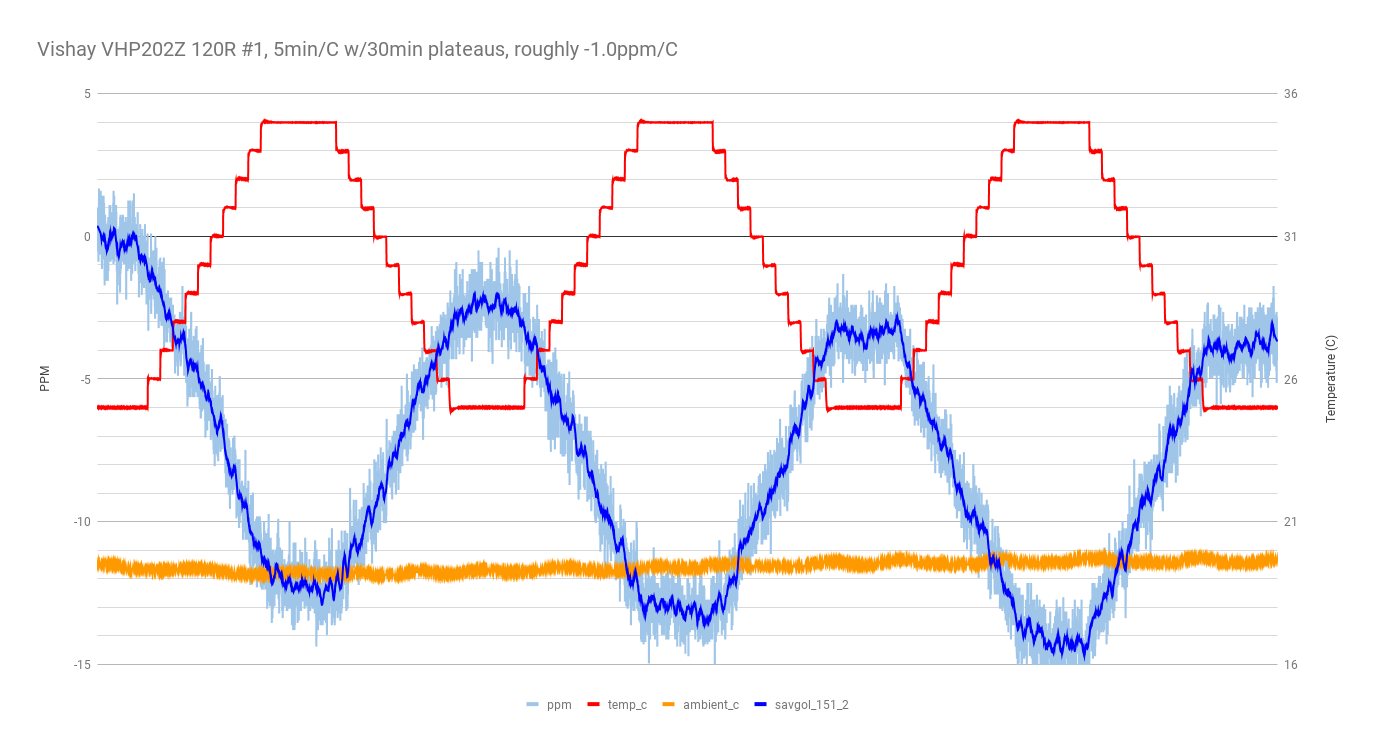 Vishay VHP202Z 120R #1, 5min/C w/30min plateaus, roughly -1.0ppm/C
5
36
0
31
-5
26
-10
21
-15
16
PPM
Temperature (C)
ppm
temp_c
ambient_c
savgol_151_2